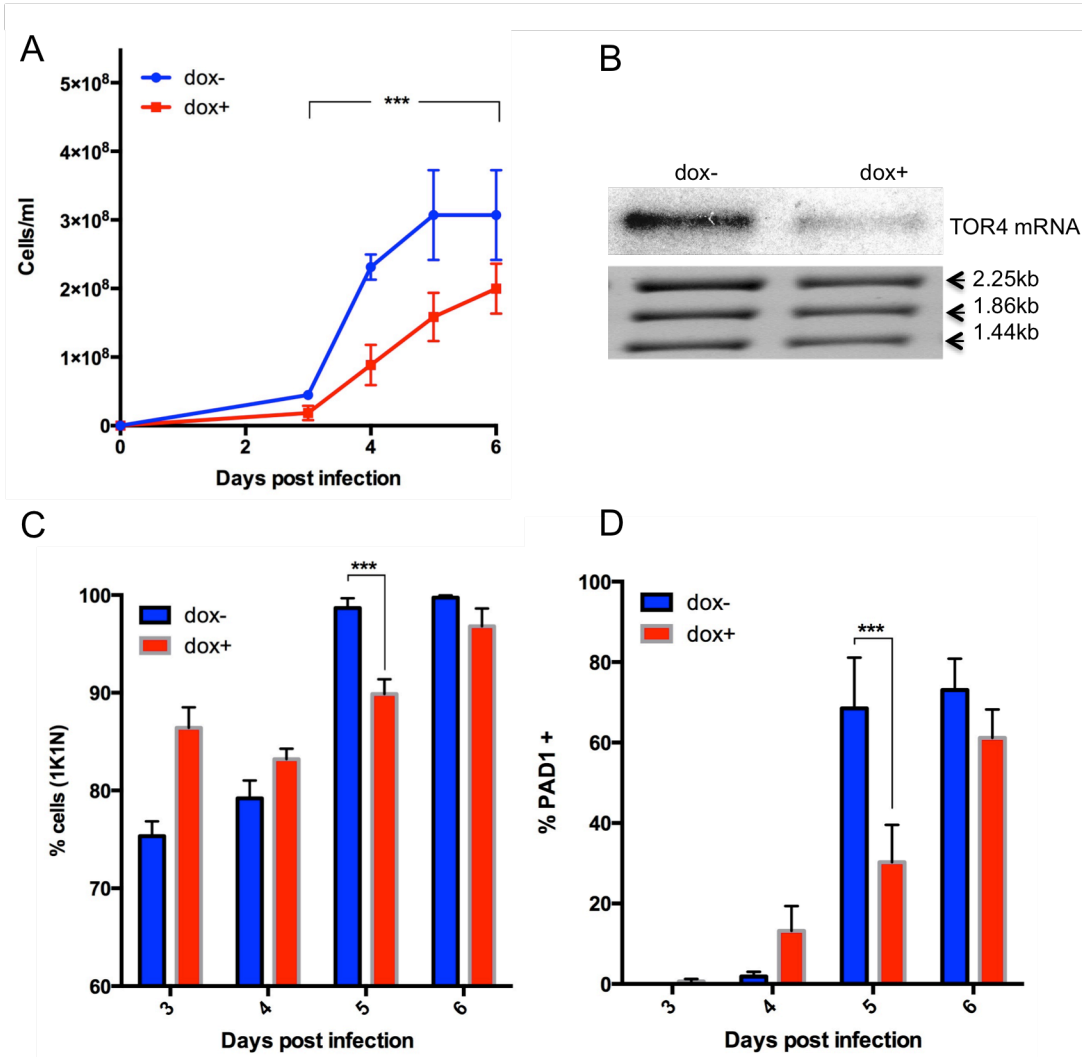 A
5×10⁸
4×10⁸
3×10⁸
2×10⁸
1×10⁸
0
Cells/ml
dox-
dox+
***
0 2 4 6
Days post infection
B
dox- dox+
TOR4 mRNA
2.25kb
1.86kb
1.44kb
C
100
90
80
70
60
% cells (1K1N)
dox-
dox+
***
3 4 5 6
Days post infection
D
100
80
60
40
20
0
% PAD1 +
dox-
dox+
***
3 4 5 6
Days post infection